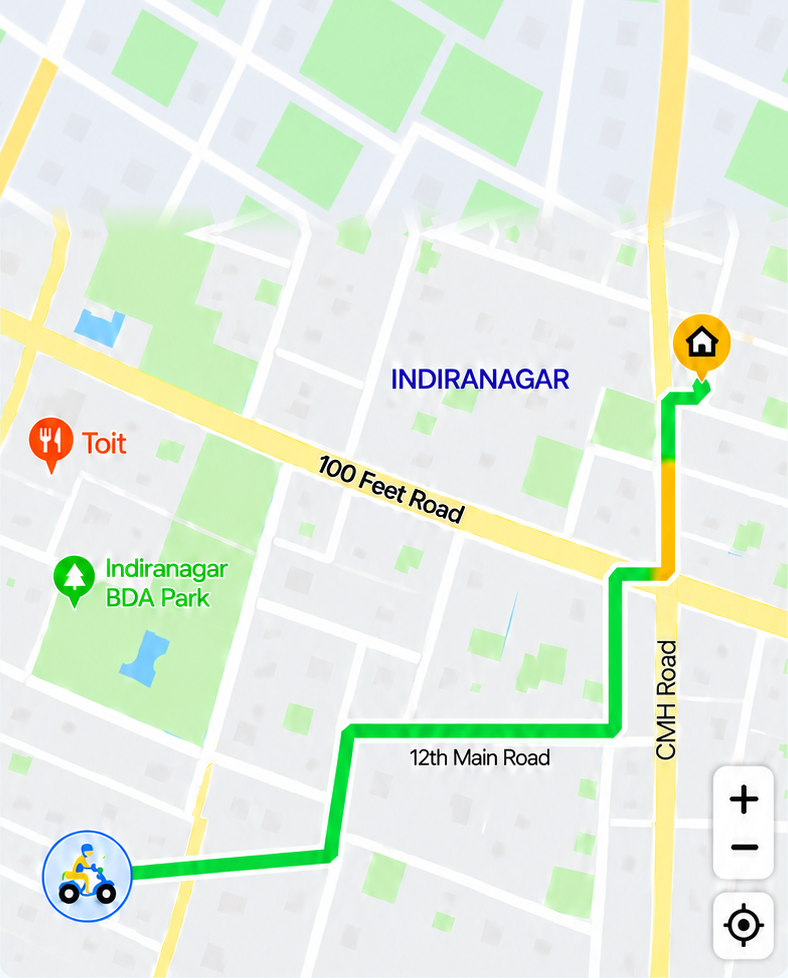 INDIRANAGAR
Toit
100 Feet Road
Indiranagar
BDA Park
CMH Road
12th Main Road